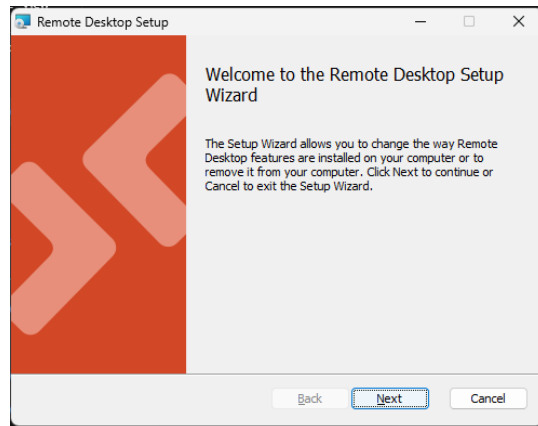 Remote Desktop Setup
Welcome to the Remote Desktop Setup
Wizard
The Setup Wizard allows you to change the way Remote
Desktop features are installed on your computer or to
remove it from your computer. Click Next to continue or
Cancel to exit the Setup Wizard.
Back Next Cancel